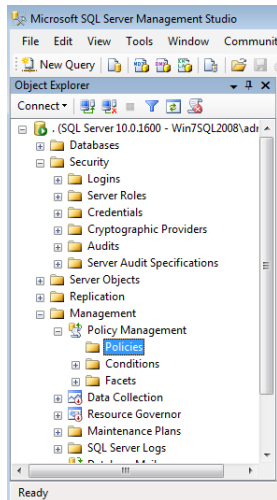 Microsoft SQL Server Management Studio
File Edit View Tools Window Communit
New Query
Object Explorer
Connect
. (SQL Server 10.0.1600 - Win7SQL2008\adr
Databases
Security
Logins
Server Roles
Credentials
Cryptographic Providers
Audits
Server Audit Specifications
Server Objects
Replication
Management
Policy Management
Policies
Conditions
Facets
Data Collection
Resource Governor
Maintenance Plans
SQL Server Logs
Ready